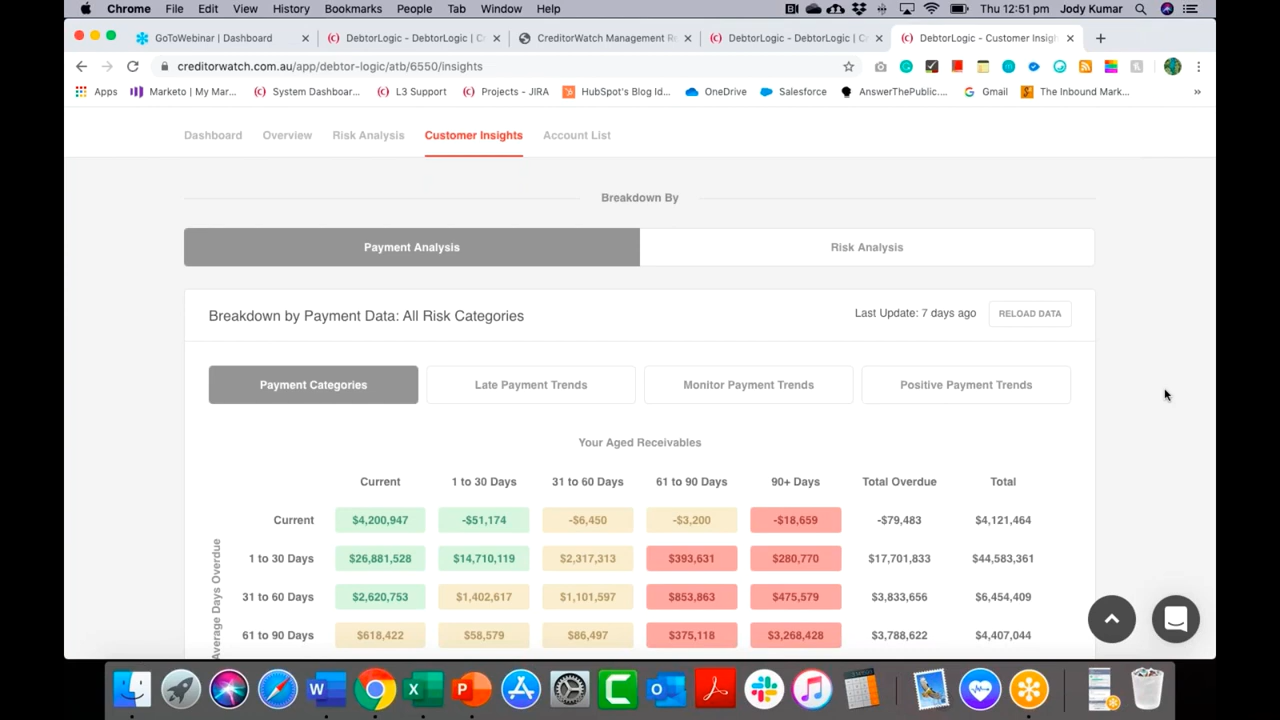 Chrome File Edit View History Bookmarks People Tab Window Help Thu 12:51 pm Jody Kumar
GoToWebinar | Dashboard DebtorLogic - DebtorLogic | C CreditorWatch Management Re DebtorLogic - DebtorLogic | C DebtorLogic - Customer Insigh
creditorwatch.com.au/app/debtor-logic/atb/6550/insights
Apps Marketo | My Mar... System Dashboar... L3 Support Projects - JIRA HubSpot's Blog Id... OneDrive Salesforce AnswerThePublic.... Gmail The Inbound Mark... »
Dashboard Overview Risk Analysis Customer Insights Account List
Breakdown By
Payment Analysis Risk Analysis
Breakdown by Payment Data: All Risk Categories Last Update: 7 days ago RELOAD DATA
Payment Categories Late Payment Trends Monitor Payment Trends Positive Payment Trends
Your Aged Receivables
Current 1 to 30 Days 31 to 60 Days 61 to 90 Days 90+ Days Total Overdue Total
Current $4,200,947 -$51,174 -$6,450 -$3,200 -$18,659 -$79,483 $4,121,464
1 to 30 Days $26,881,528 $14,710,119 $2,317,313 $393,631 $280,770 $17,701,833 $44,583,361
31 to 60 Days $2,620,753 $1,402,617 $1,101,597 $853,863 $475,579 $3,833,656 $6,454,409
61 to 90 Days $618,422 $58,579 $86,497 $375,118 $3,268,428 $3,788,622 $4,407,044
Average Days Overdue